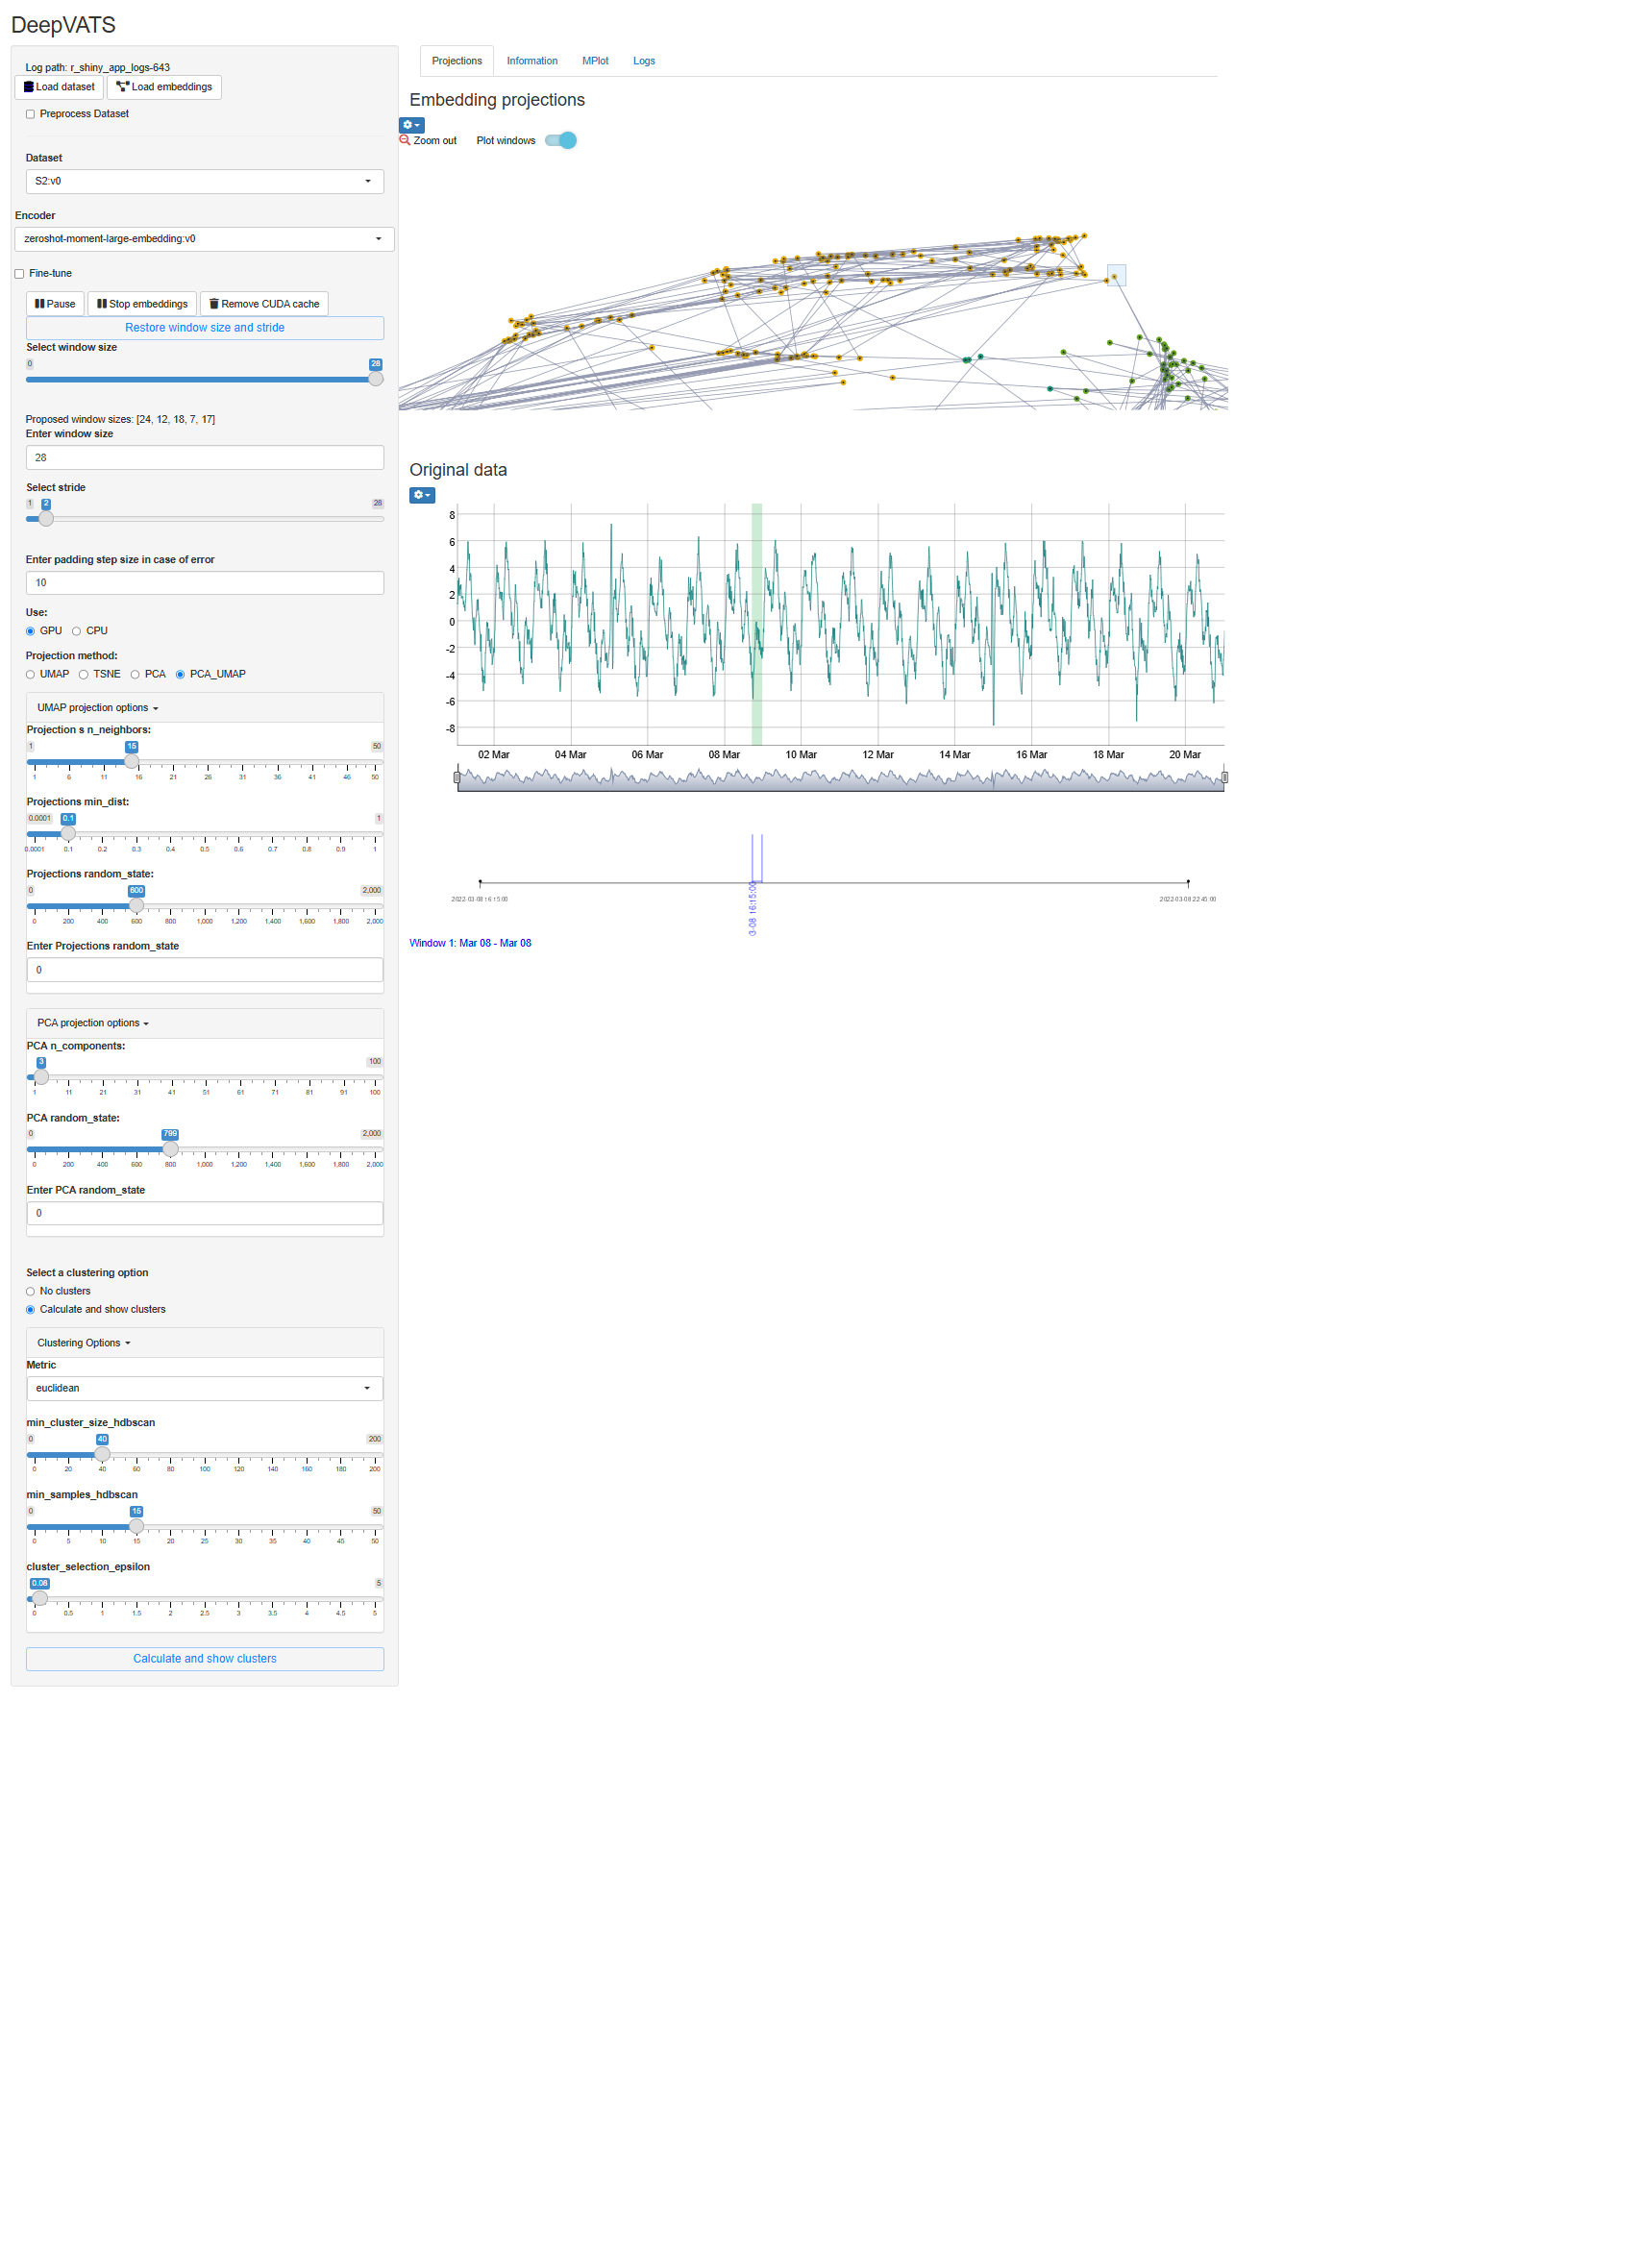 DeepVATS
Log path: r_shiny_app_logs-643
Load dataset Load embeddings
Preprocess Dataset
Dataset
S2:v0
Encoder
zeroshot-moment-large-embedding:v0
Fine-tune
Pause Stop embeddings Remove CUDA cache
Restore window size and stride
Select window size
0 28
Proposed window sizes: [24, 12, 18, 7, 17]
Enter window size
28
Select stride
1 2 28
Enter padding step size in case of error
10
Use:
GPU CPU
Projection method:
UMAP TSNE PCA PCA_UMAP
UMAP projection options
Projection s n_neighbors:
1 15 50
1 6 11 16 21 26 31 36 41 46 50
Projections min_dist:
0.0001 0.1 1
0.0001 0.1 0.2 0.3 0.4 0.5 0.6 0.7 0.8 0.9 1
Projections random_state:
0 600 2,000
0 200 400 600 800 1,000 1,200 1,400 1,600 1,800 2,000
Enter Projections random_state
0
PCA projection options
PCA n_components:
3 100
1 11 21 31 41 51 61 71 81 91 100
PCA random_state:
0 799 2,000
0 200 400 600 800 1,000 1,200 1,400 1,600 1,800 2,000
Enter PCA random_state
0
Select a clustering option
No clusters
Calculate and show clusters
Clustering Options
Metric
euclidean
min_cluster_size_hdbscan
0 40 200
0 20 40 60 80 100 120 140 160 180 200
min_samples_hdbscan
0 15 50
0 5 10 15 20 25 30 35 40 45 50
cluster_selection_epsilon
0.08 5
0 0.5 1 1.5 2 2.5 3 3.5 4 4.5 5
Calculate and show clusters
Projections Information MPlot Logs
Embedding projections
Zoom out Plot windows
Original data
8
6
4
2
0
-2
-4
-6
-8
02 Mar 04 Mar 06 Mar 08 Mar 10 Mar 12 Mar 14 Mar 16 Mar 18 Mar 20 Mar
2022-03-08 16:15:00 2022-03-08 22:45:00
3-08 16:15:00
Window 1: Mar 08 - Mar 08